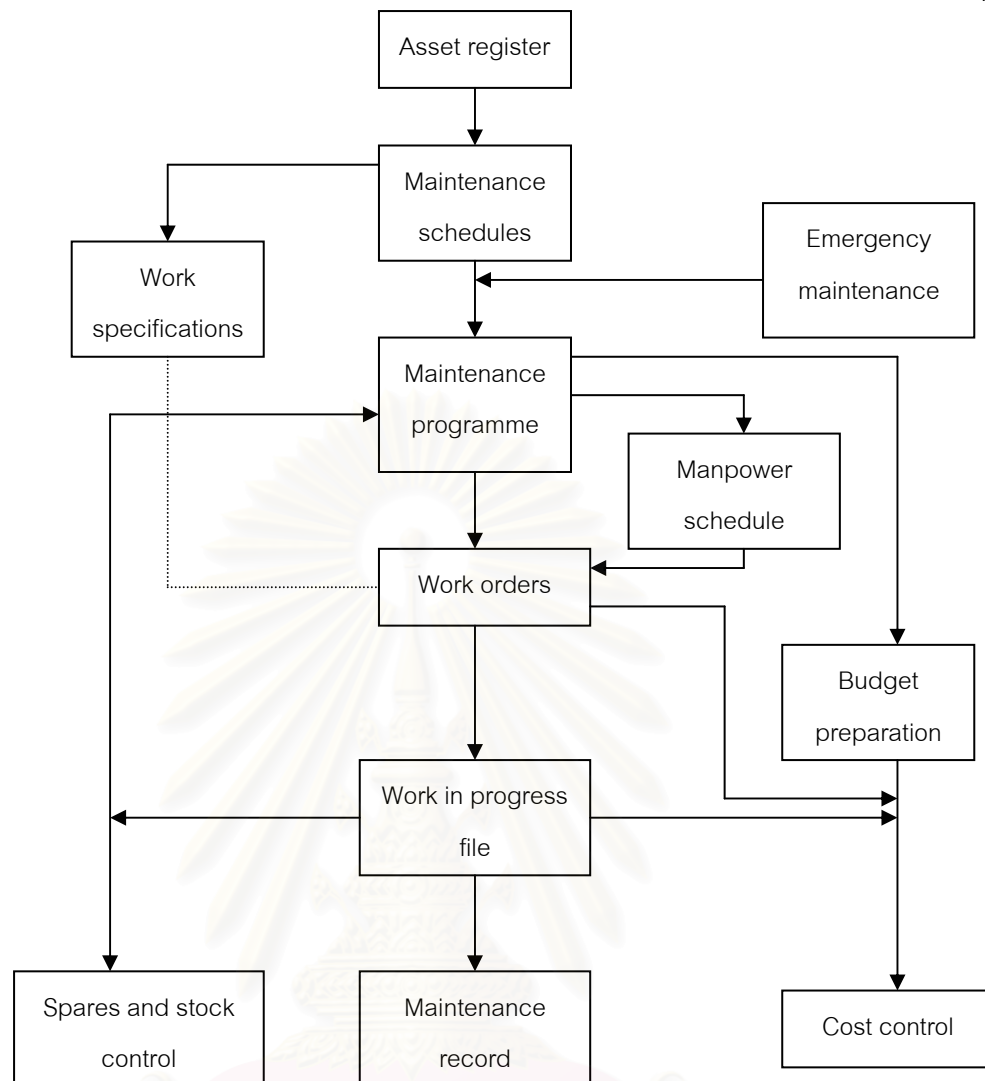 Asset register
Maintenance
schedules
Emergency
maintenance
Work
specifications
Maintenance
programme
Manpower
schedule
Work orders
Budget
preparation
Work in progress
file
Spares and stock
control
Maintenance
record
Cost control